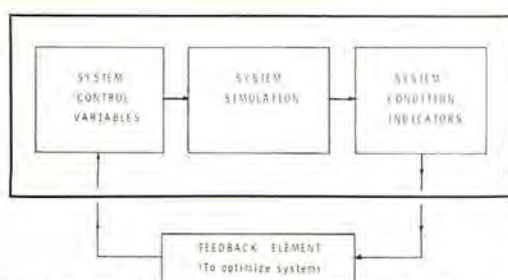 SYSTEM
CONTROL
VARIABLES
SYSTEM
SIMULATION
SYSTEM
CONDITION
INDICATORS
FEEDBACK ELEMENT
(To optimize System)